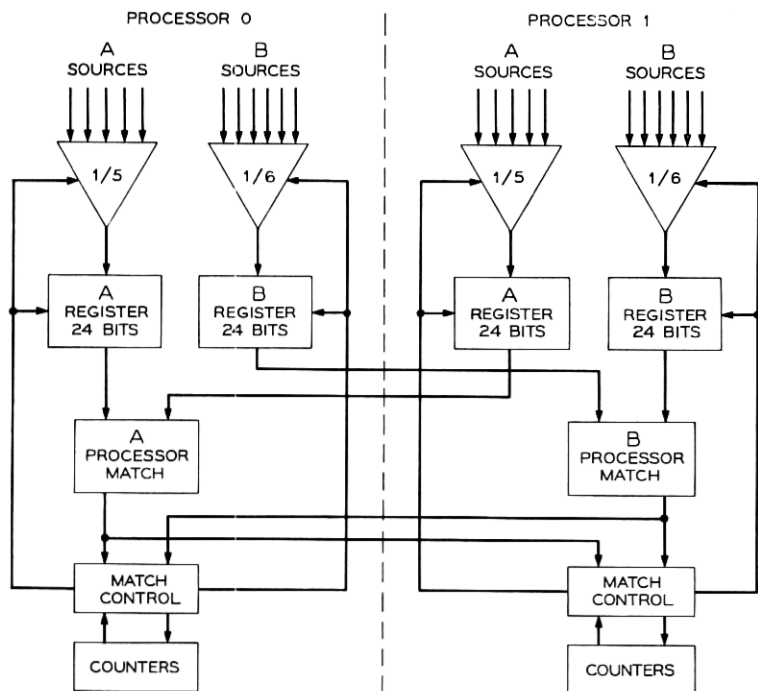 PROCESSOR 0
PROCESSOR 1
A
SOURCES
B
SOURCES
A
SOURCES
B
SOURCES
1/5
1/6
1/5
1/6
A
REGISTER
24 BITS
B
REGISTER
24 BITS
A
REGISTER
24 BITS
B
REGISTER
24 BITS
A
PROCESSOR
MATCH
B
PROCESSOR
MATCH
MATCH
CONTROL
MATCH
CONTROL
COUNTERS
COUNTERS